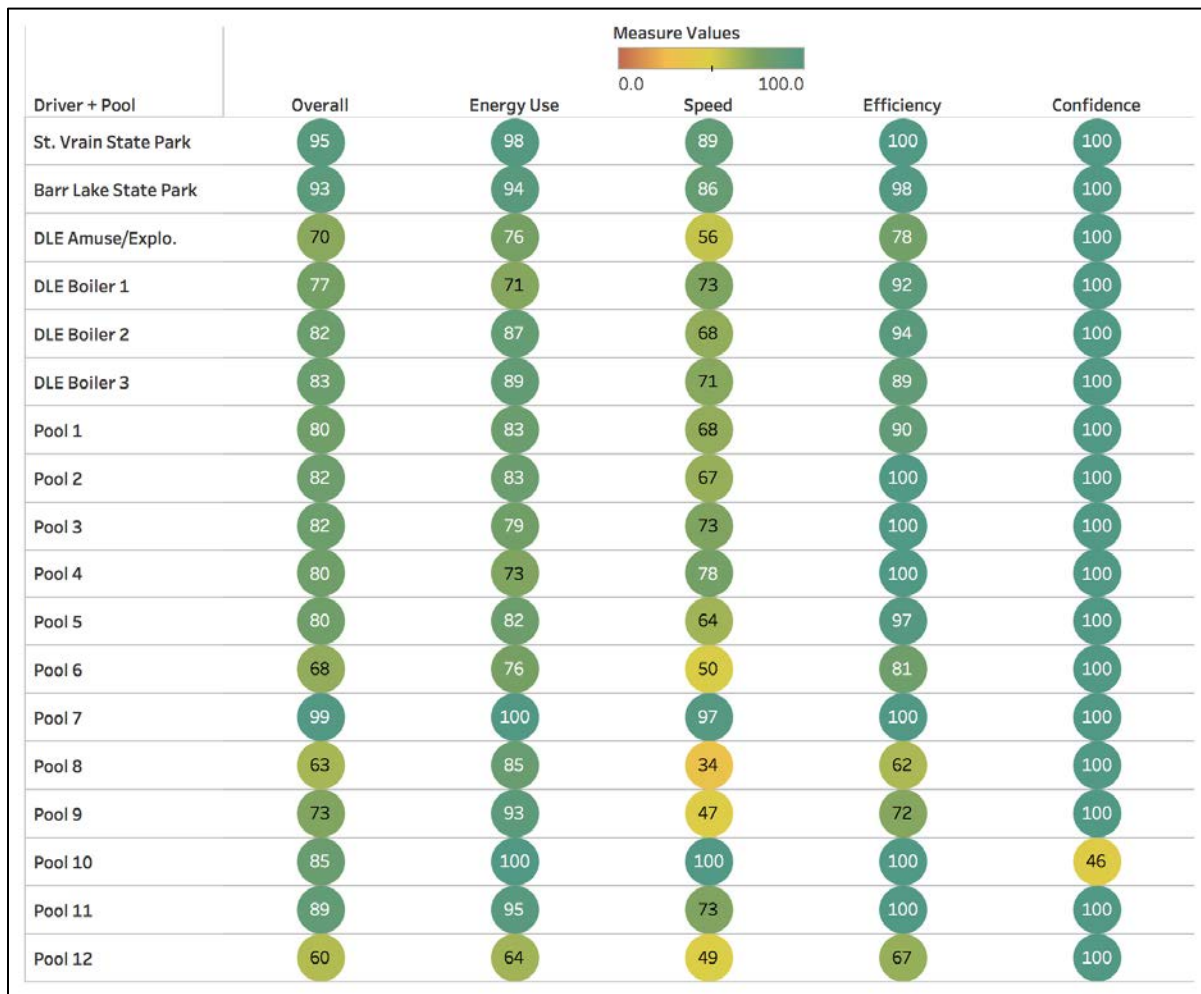 Measure Values
0.0 100.0
Driver + Pool Overall Energy Use Speed Efficiency Confidence
St. Vrain State Park 95 98 89 100 100
Barr Lake State Park 93 94 86 98 100
DLE Amuse/Explo. 70 76 56 78 100
DLE Boiler 1 77 71 73 92 100
DLE Boiler 2 82 87 68 94 100
DLE Boiler 3 83 89 71 89 100
Pool 1 80 83 68 90 100
Pool 2 82 83 67 100 100
Pool 3 82 79 73 100 100
Pool 4 80 73 78 100 100
Pool 5 80 82 64 97 100
Pool 6 68 76 50 81 100
Pool 7 99 100 97 100 100
Pool 8 63 85 34 62 100
Pool 9 73 93 47 72 100
Pool 10 85 100 100 100 46
Pool 11 89 95 73 100 100
Pool 12 60 64 49 67 100